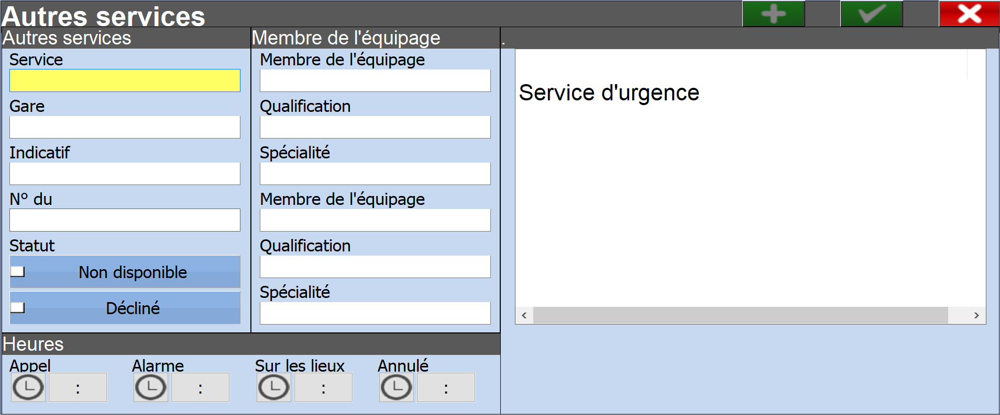 Autres services
Autres services
Service
Gare
Indicatif
N° du
Statut
Non disponible
Décliné
Membre de l'équipage
Membre de l'équipage
Qualification
Spécialité
Membre de l'équipage
Qualification
Spécialité
.
Service d'urgence
Heures
Appel
:
Alarme
:
Sur les lieux
:
Annulé
: